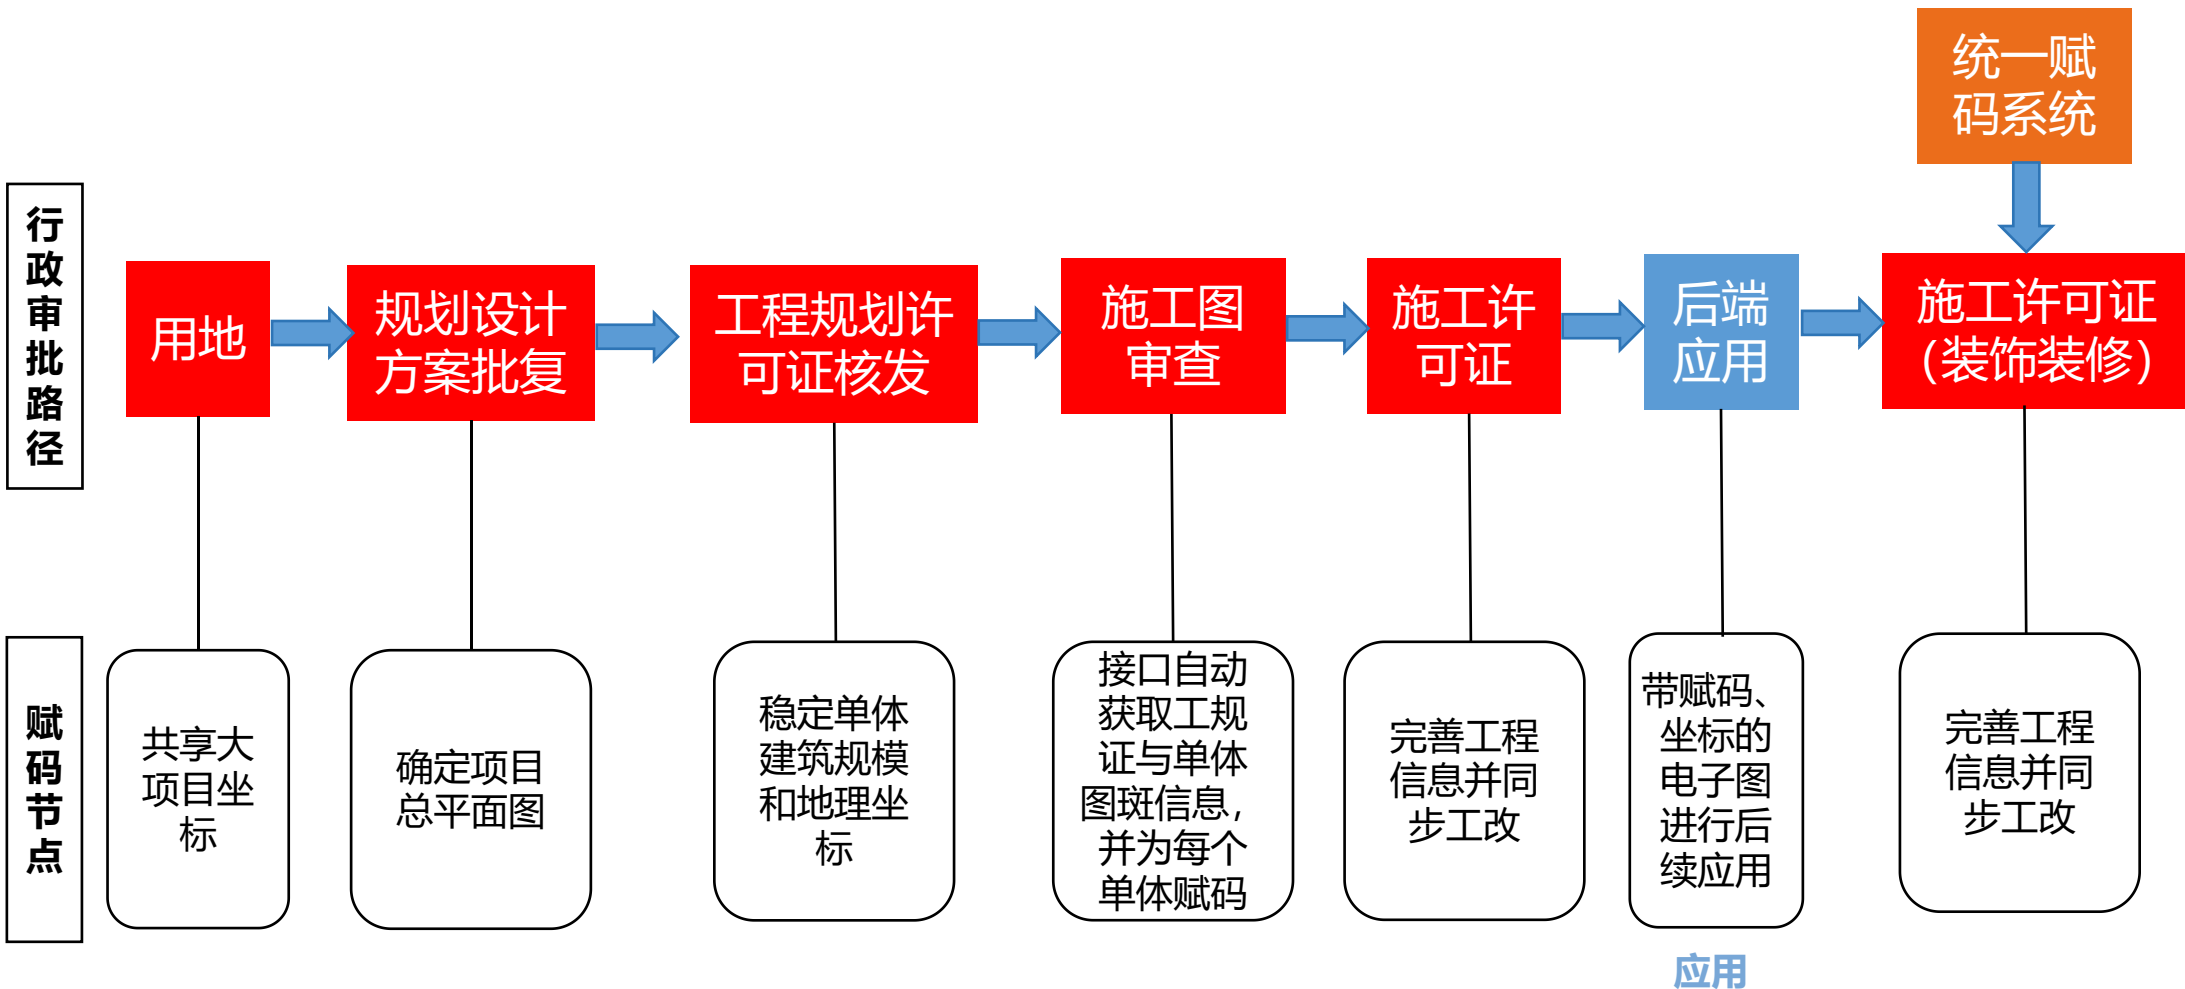 统一赋
码系统
行
政
审
批
路
径
用地
规划设计
方案批复
工程规划许
可证核发
施工图
审查
施工许
可证
后端
应用
施工许可证
（装饰装修）
赋
码
节
点
共享大
项目坐
标
确定项目
总平面图
稳定单体
建筑规模
和地理坐
标
接口自动
获取工规
证与单体
图斑信息，
并为每个
单体赋码
完善工程
信息并同
步工改
带赋码、
坐标的
电子图
进行后
续应用
完善工程
信息并同
步工改
应用